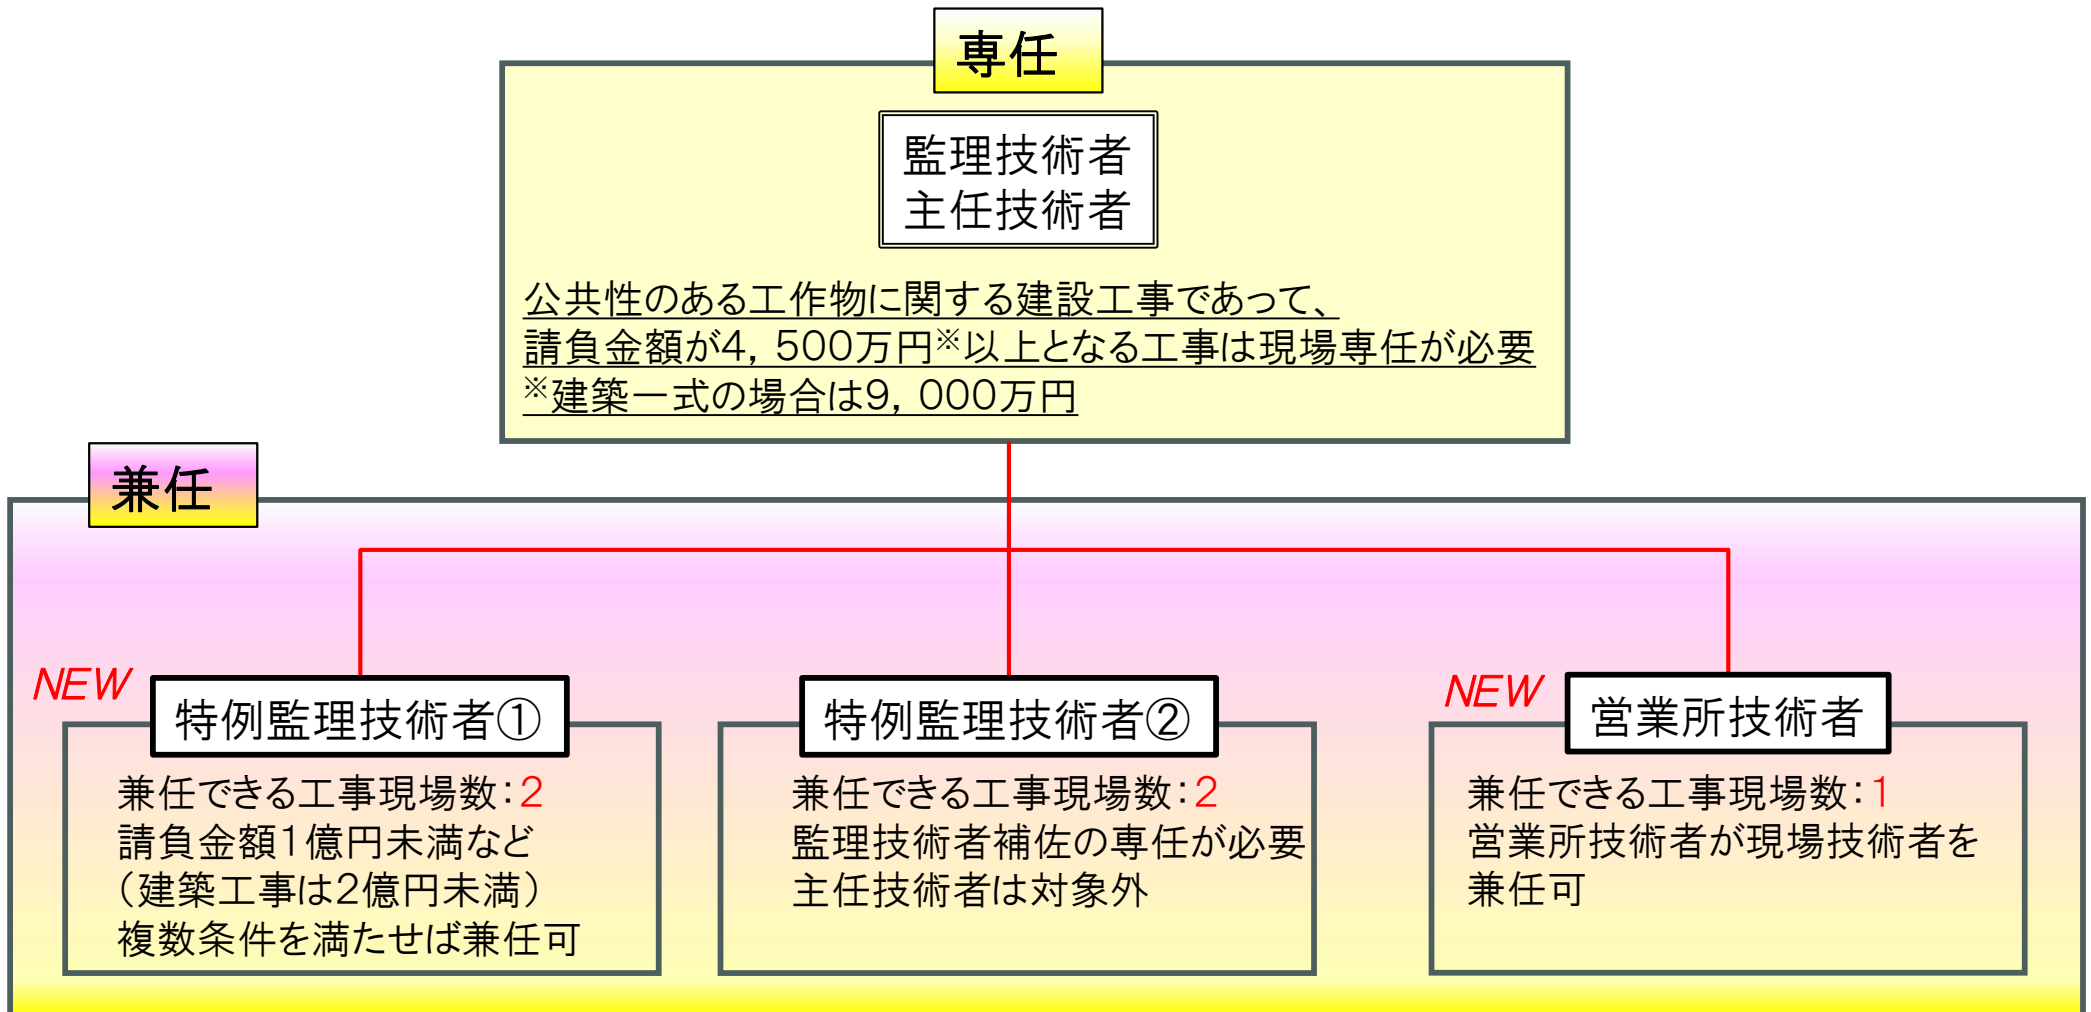 専任
監理技術者
主任技術者
公共性のある工作物に関する建設工事であって、
請負金額が4，500万円※以上となる工事は現場専任が必要
※建築一式の場合は9，000万円
兼任
NEW
特例監理技術者①
兼任できる工事現場数：2
請負金額1億円未満など
（建築工事は2億円未満）
複数条件を満たせば兼任可
特例監理技術者②
兼任できる工事現場数：2
監理技術者補佐の専任が必要
主任技術者は対象外
NEW
営業所技術者
兼任できる工事現場数：1
営業所技術者が現場技術者を
兼任可